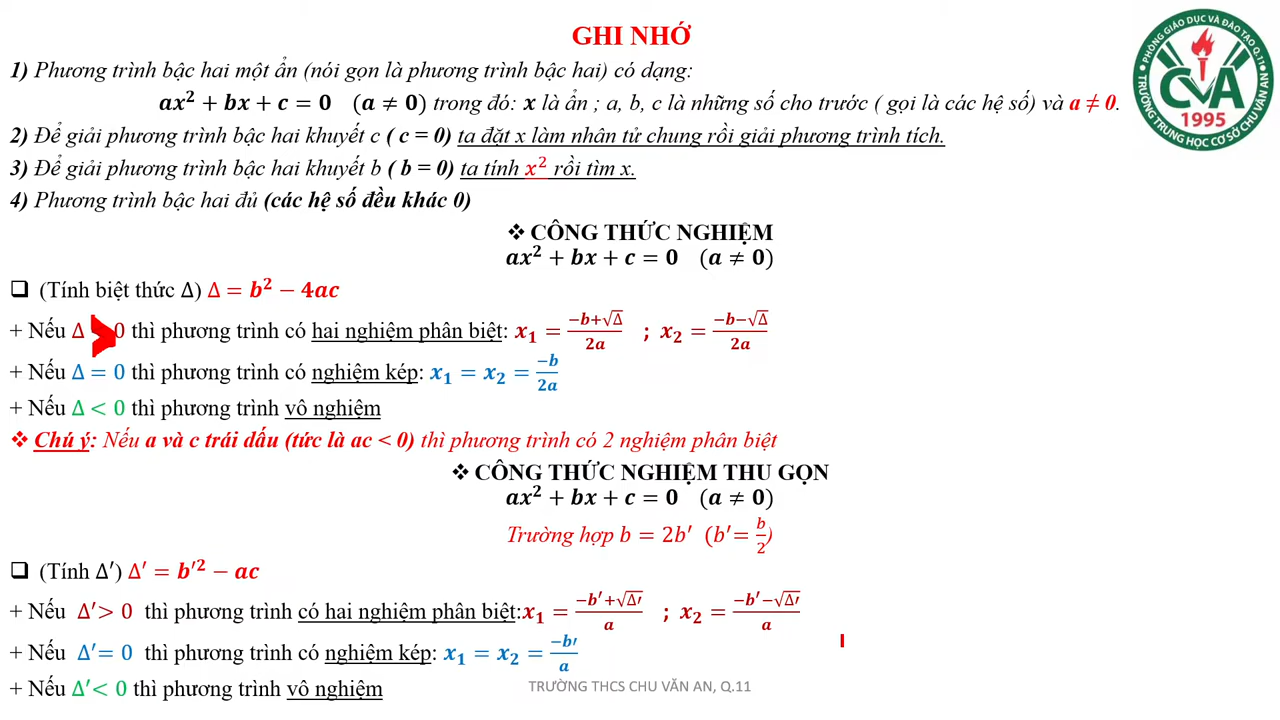 GHI NHỚ
1) Phương trình bậc hai một ẩn (nói gọn là phương trình bậc hai) có dạng:
ax² + bx + c = 0 (a ≠ 0) trong đó: x là ẩn ; a, b, c là những số cho trước ( gọi là các hệ số) và a ≠ 0.
2) Để giải phương trình bậc hai khuyết c ( c = 0) ta đặt x làm nhân tử chung rồi giải phương trình tích.
3) Để giải phương trình bậc hai khuyết b ( b = 0) ta tính x² rồi tìm x.
4) Phương trình bậc hai đủ (các hệ số đều khác 0)
❖ CÔNG THỨC NGHIỆM
ax² + bx + c = 0 (a ≠ 0)
❑ (Tính biệt thức Δ) Δ = b² − 4ac
+ Nếu Δ > 0 thì phương trình có hai nghiệm phân biệt: x₁ = (−b+√Δ)/2a ; x₂ = (−b−√Δ)/2a
+ Nếu Δ = 0 thì phương trình có nghiệm kép: x₁ = x₂ = −b/2a
+ Nếu Δ < 0 thì phương trình vô nghiệm
❖ Chú ý: Nếu a và c trái dấu (tức là ac < 0) thì phương trình có 2 nghiệm phân biệt
❖ CÔNG THỨC NGHIỆM THU GỌN
ax² + bx + c = 0 (a ≠ 0)
Trường hợp b = 2b′ (b′= b/2)
❑ (Tính Δ′) Δ′ = b′² − ac
+ Nếu Δ′> 0 thì phương trình có hai nghiệm phân biệt:x₁ = (−b′+√Δ′)/a ; x₂ = (−b′−√Δ′)/a
+ Nếu Δ′= 0 thì phương trình có nghiệm kép: x₁ = x₂ = −b′/a
+ Nếu Δ′< 0 thì phương trình vô nghiệm
TRƯỜNG THCS CHU VĂN AN, Q.11
PHÒNG GIÁO DỤC VÀ ĐÀO TẠO Q.11
CVA
1995
TRƯỜNG TRUNG HỌC CƠ SỞ CHU VĂN AN